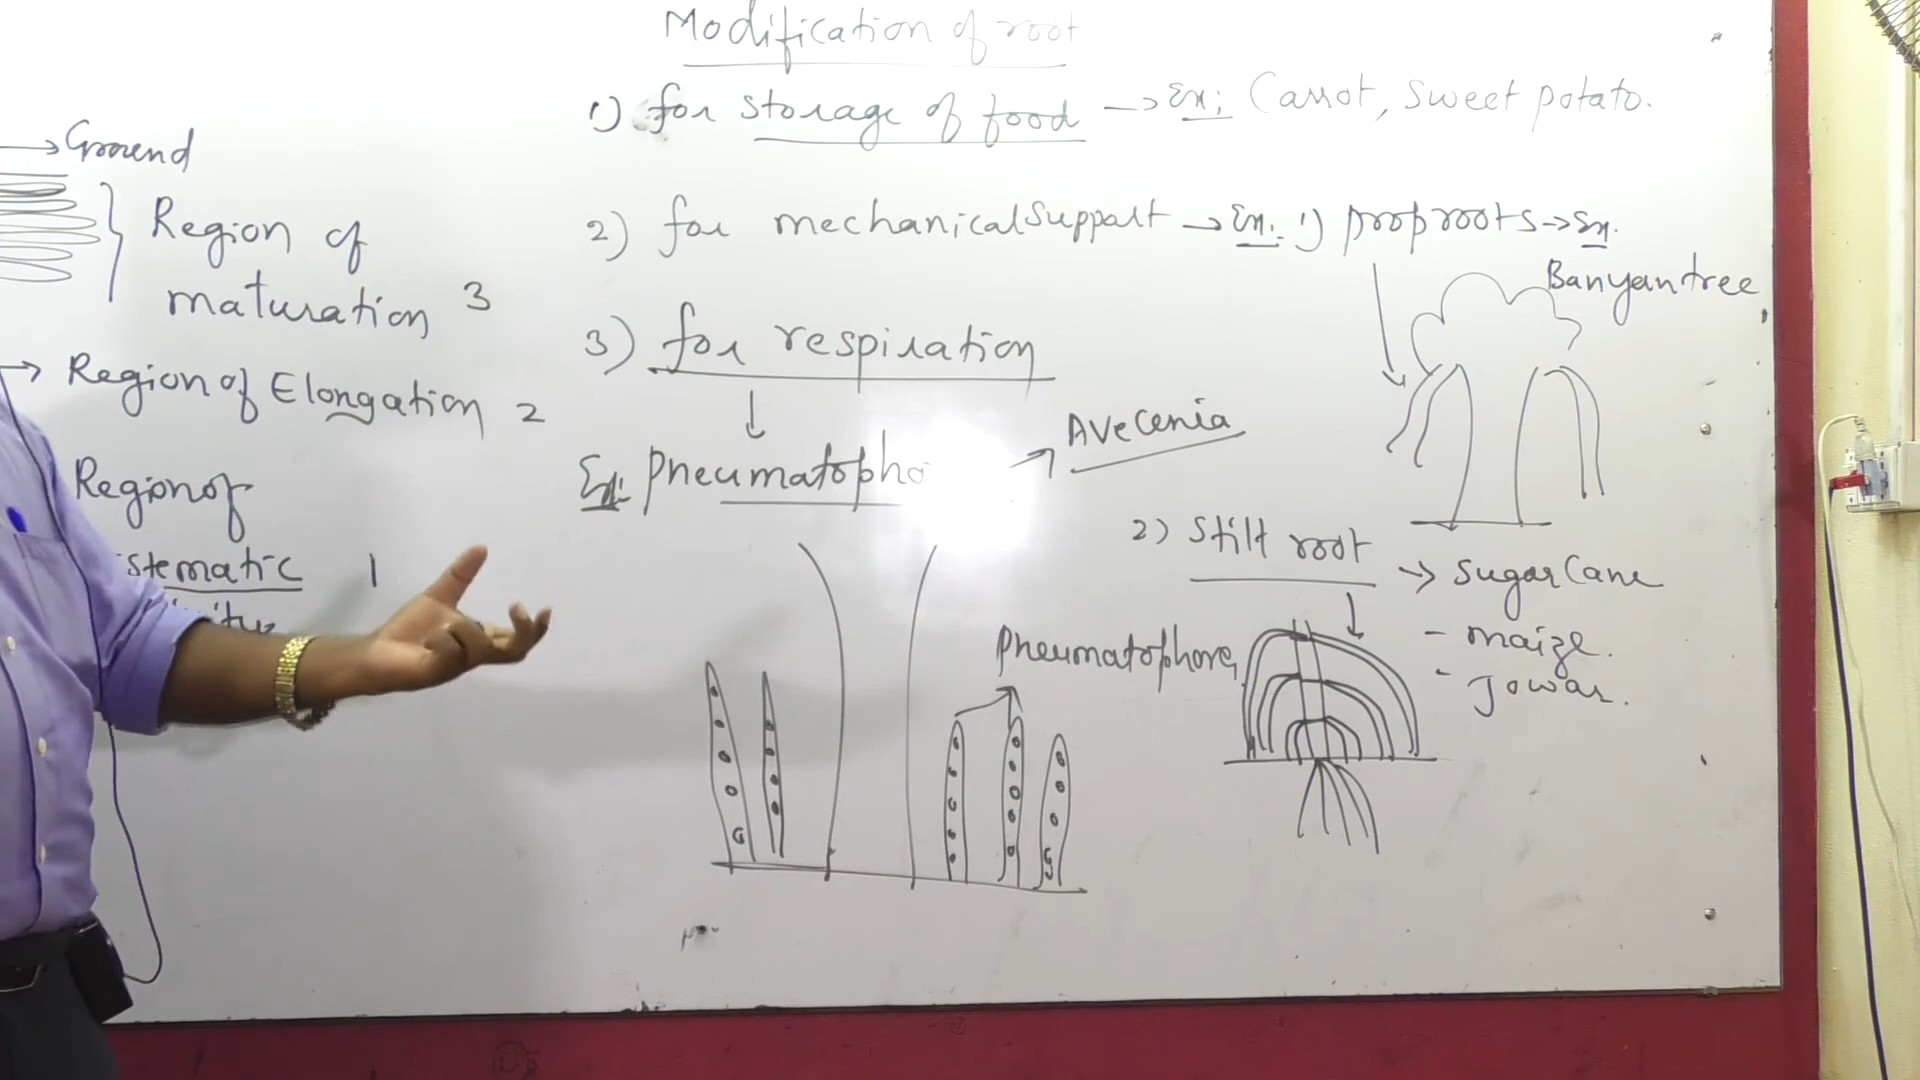 Modification of root
1) for storage of food → Ex: Carrot, Sweet potato.
2) for mechanical Support → Ex: 1) prop roots → Ex.
Banyan tree
3) for respiration
Ex: Pneumatopho
→ Avecenia
Pneumatophore
2) Stilt root → Sugar Cane
- maize.
- Jowar.
→ Ground
Region of
maturation 3
→ Region of Elongation 2
Region of
stematic 1